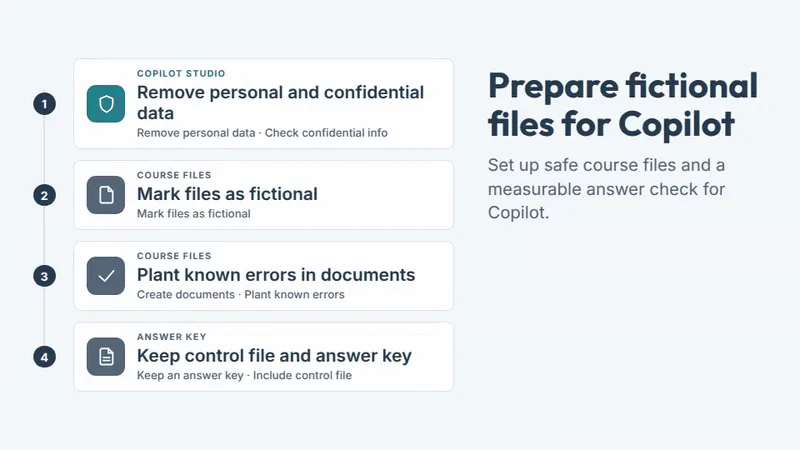 1
COPILOT STUDIO
Remove personal and confidential
data
Remove personal data · Check confidential info
2
COURSE FILES
Mark files as fictional
Mark files as fictional
3
COURSE FILES
Plant known errors in documents
Create documents · Plant known errors
4
ANSWER KEY
Keep control file and answer key
Keep an answer key · Include control file
Prepare fictional
files for Copilot
Set up safe course files and a
measurable answer check for
Copilot.